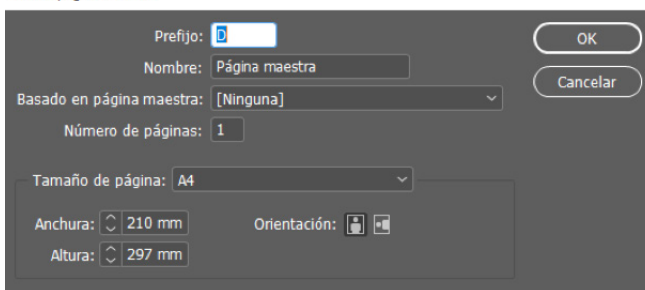 Prefijo: D
OK
Nombre: Página maestra
Cancelar
Basado en página maestra: [Ninguna]
Número de páginas: 1
Tamaño de página: A4
Anchura: 210 mm
Orientación:
Altura: 297 mm